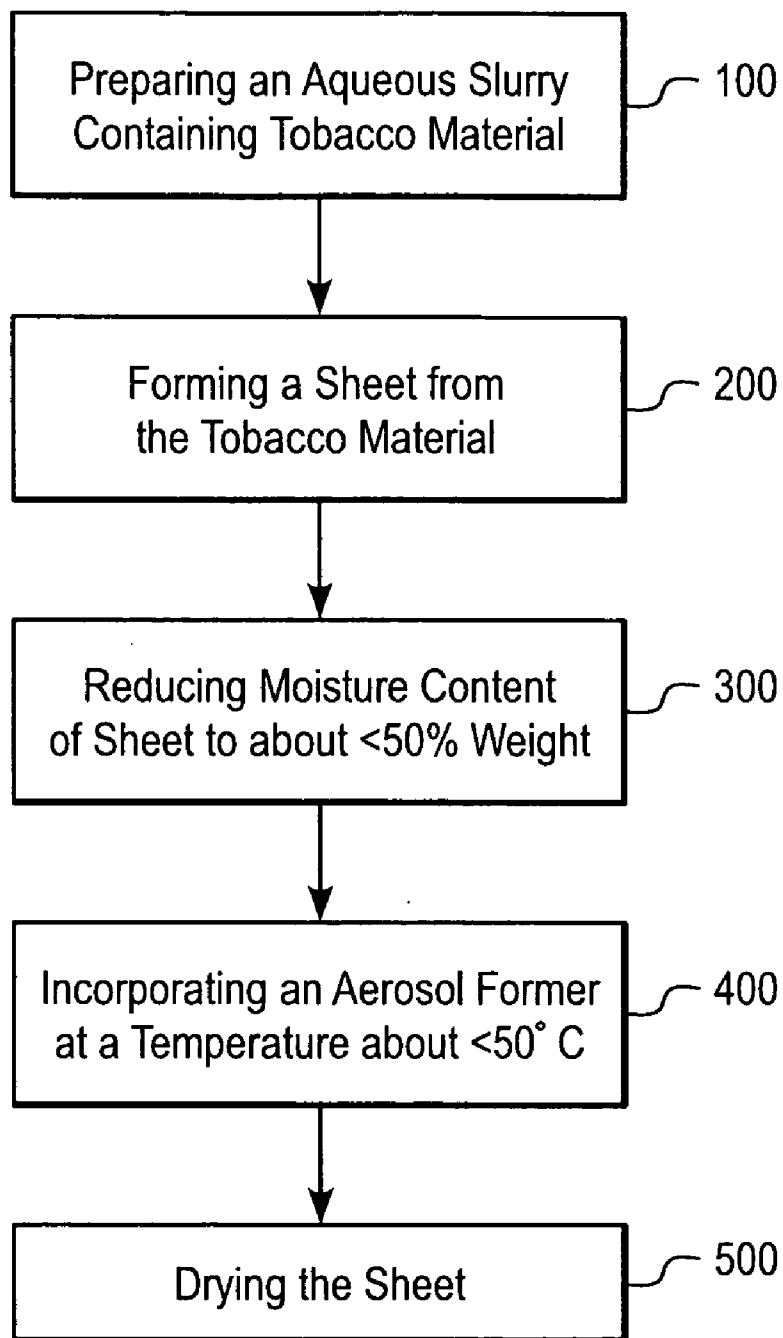 Preparing an Aqueous Slurry
Containing Tobacco Material
100
Forming a Sheet from
the Tobacco Material
200
Reducing Moisture Content
of Sheet to about <50% Weight
300
Incorporating an Aerosol Former
at a Temperature about <50° C
400
Drying the Sheet
500